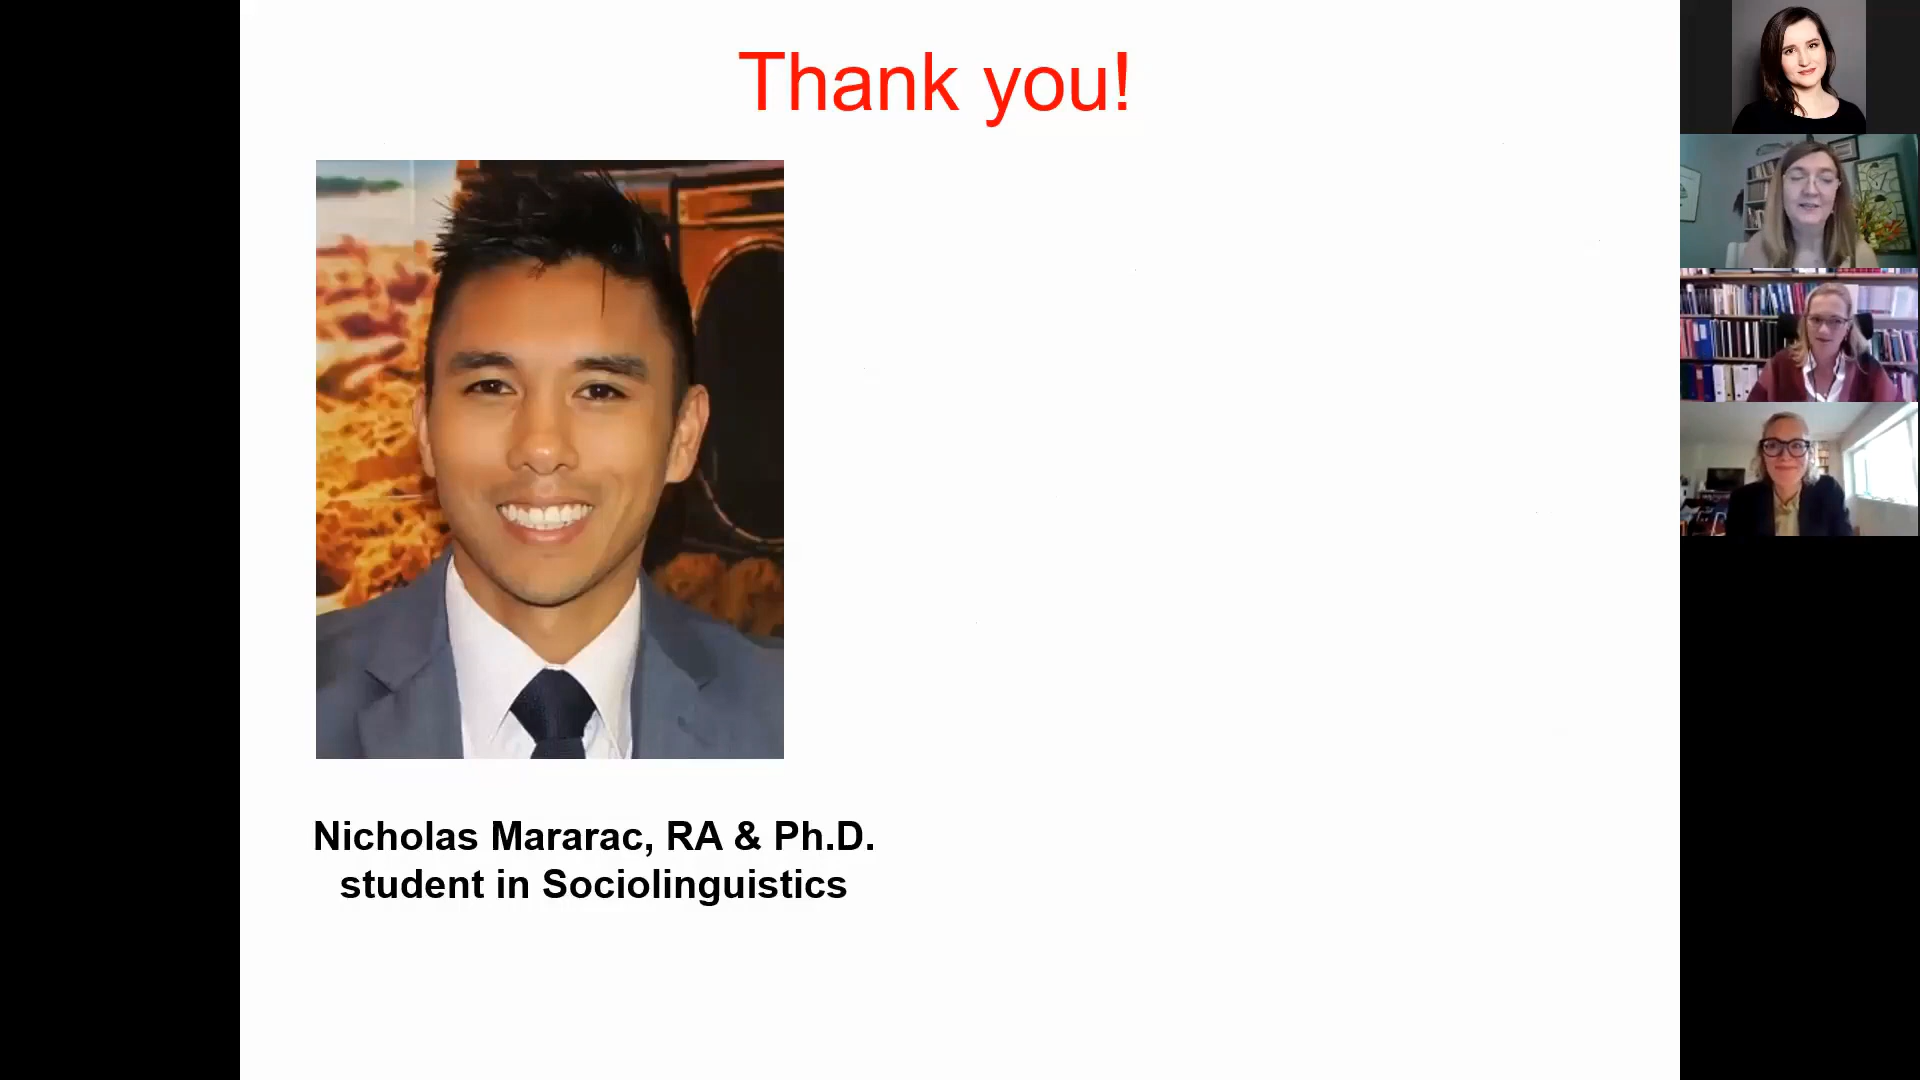 Thank you!
Nicholas Mararac, RA & Ph.D.
student in Sociolinguistics